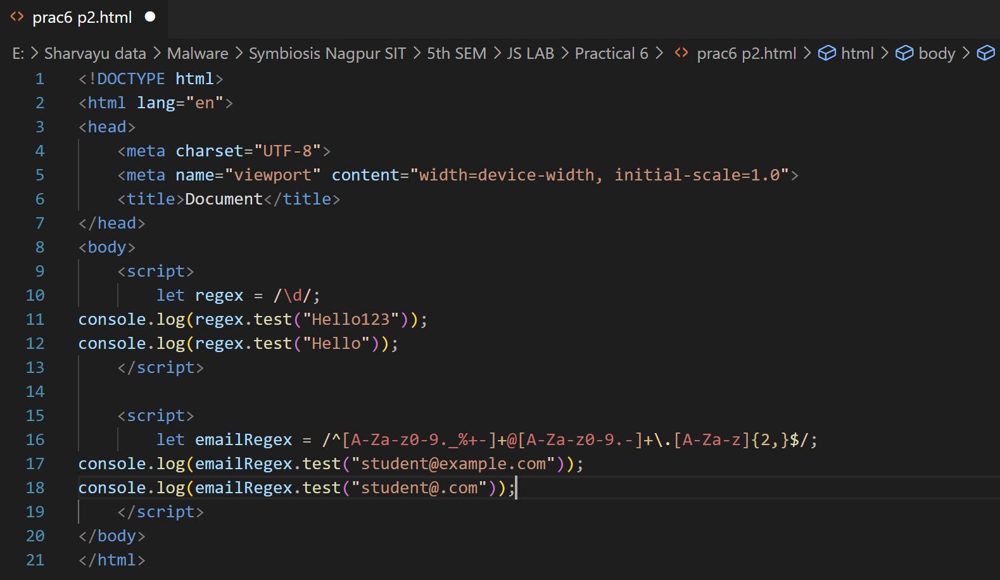 prac6 p2.html
E: > Sharvayu data > Malware > Symbiosis Nagpur SIT > 5th SEM > JS LAB > Practical 6 > prac6 p2.html > html > body >
1 <!DOCTYPE html>
2 <html lang="en">
3 <head>
4     <meta charset="UTF-8">
5     <meta name="viewport" content="width=device-width, initial-scale=1.0">
6     <title>Document</title>
7 </head>
8 <body>
9     <script>
10         let regex = /\d/;
11 console.log(regex.test("Hello123"));
12 console.log(regex.test("Hello"));
13     </script>
14
15     <script>
16         let emailRegex = /^[A-Za-z0-9._%+-]+@[A-Za-z0-9.-]+\.[A-Za-z]{2,}$/;
17 console.log(emailRegex.test("student@example.com"));
18 console.log(emailRegex.test("student@.com"));
19     </script>
20 </body>
21 </html>